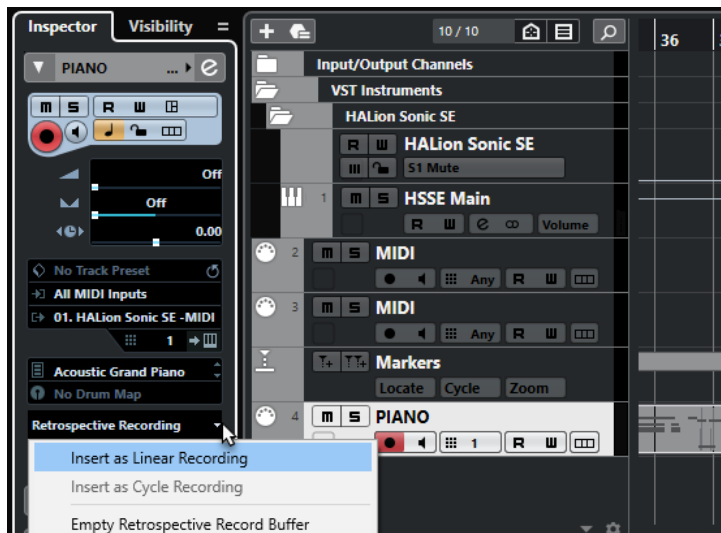 Inspector
Visibility
PIANO ...
m S R W
Off
Off
0.00
No Track Preset
All MIDI Inputs
01. HALion Sonic SE -MIDI
1
Acoustic Grand Piano
No Drum Map
Retrospective Recording
Insert as Linear Recording
Insert as Cycle Recording
Empty Retrospective Record Buffer
10 / 10
Input/Output Channels
VST Instruments
HALion Sonic SE
R W HALion Sonic SE
S1 Mute
1 m S HSSE Main
R W e Volume
2 m S MIDI
Any R W
3 m S MIDI
Any R W
T+ TT+ Markers
Locate Cycle Zoom
4 m S PIANO
1 R W
36